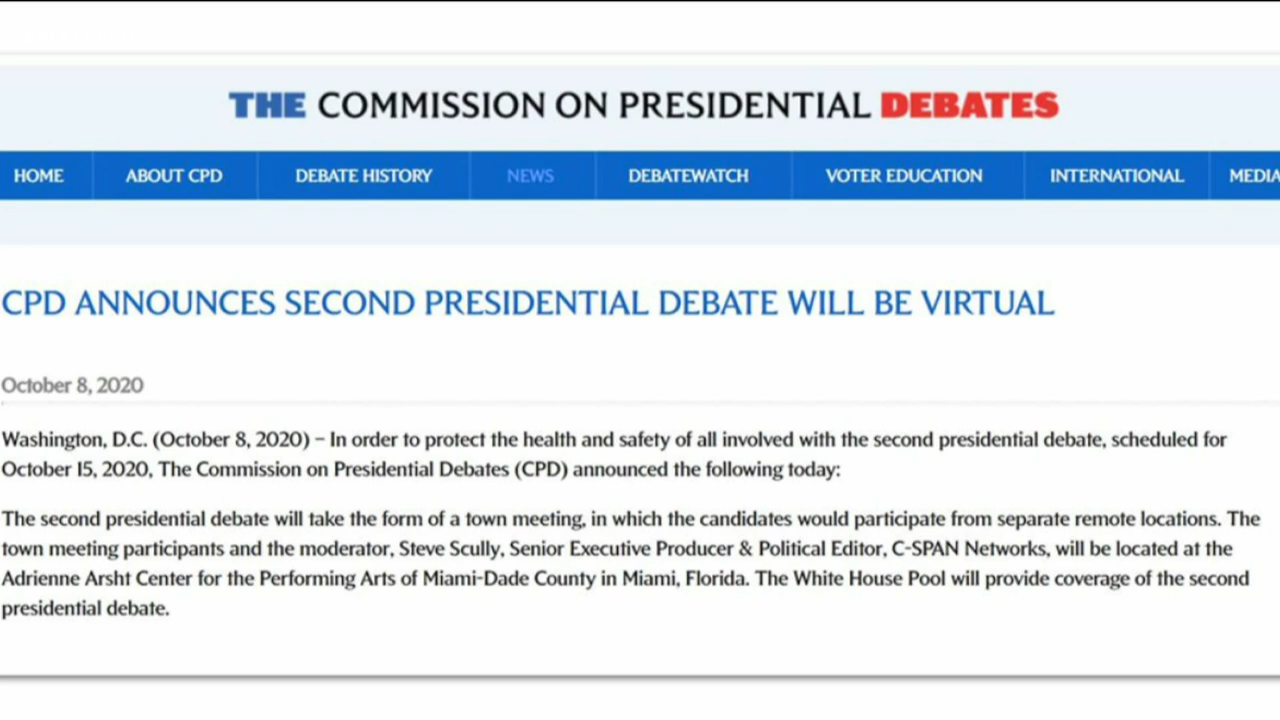 THE COMMISSION ON PRESIDENTIAL DEBATES
HOME ABOUT CPD DEBATE HISTORY NEWS DEBATEWATCH VOTER EDUCATION INTERNATIONAL MEDIA
CPD ANNOUNCES SECOND PRESIDENTIAL DEBATE WILL BE VIRTUAL
October 8, 2020
Washington, D.C. (October 8, 2020) – In order to protect the health and safety of all involved with the second presidential debate, scheduled for
October 15, 2020, The Commission on Presidential Debates (CPD) announced the following today:
The second presidential debate will take the form of a town meeting, in which the candidates would participate from separate remote locations. The
town meeting participants and the moderator, Steve Scully, Senior Executive Producer & Political Editor, C-SPAN Networks, will be located at the
Adrienne Arsht Center for the Performing Arts of Miami-Dade County in Miami, Florida. The White House Pool will provide coverage of the second
presidential debate.